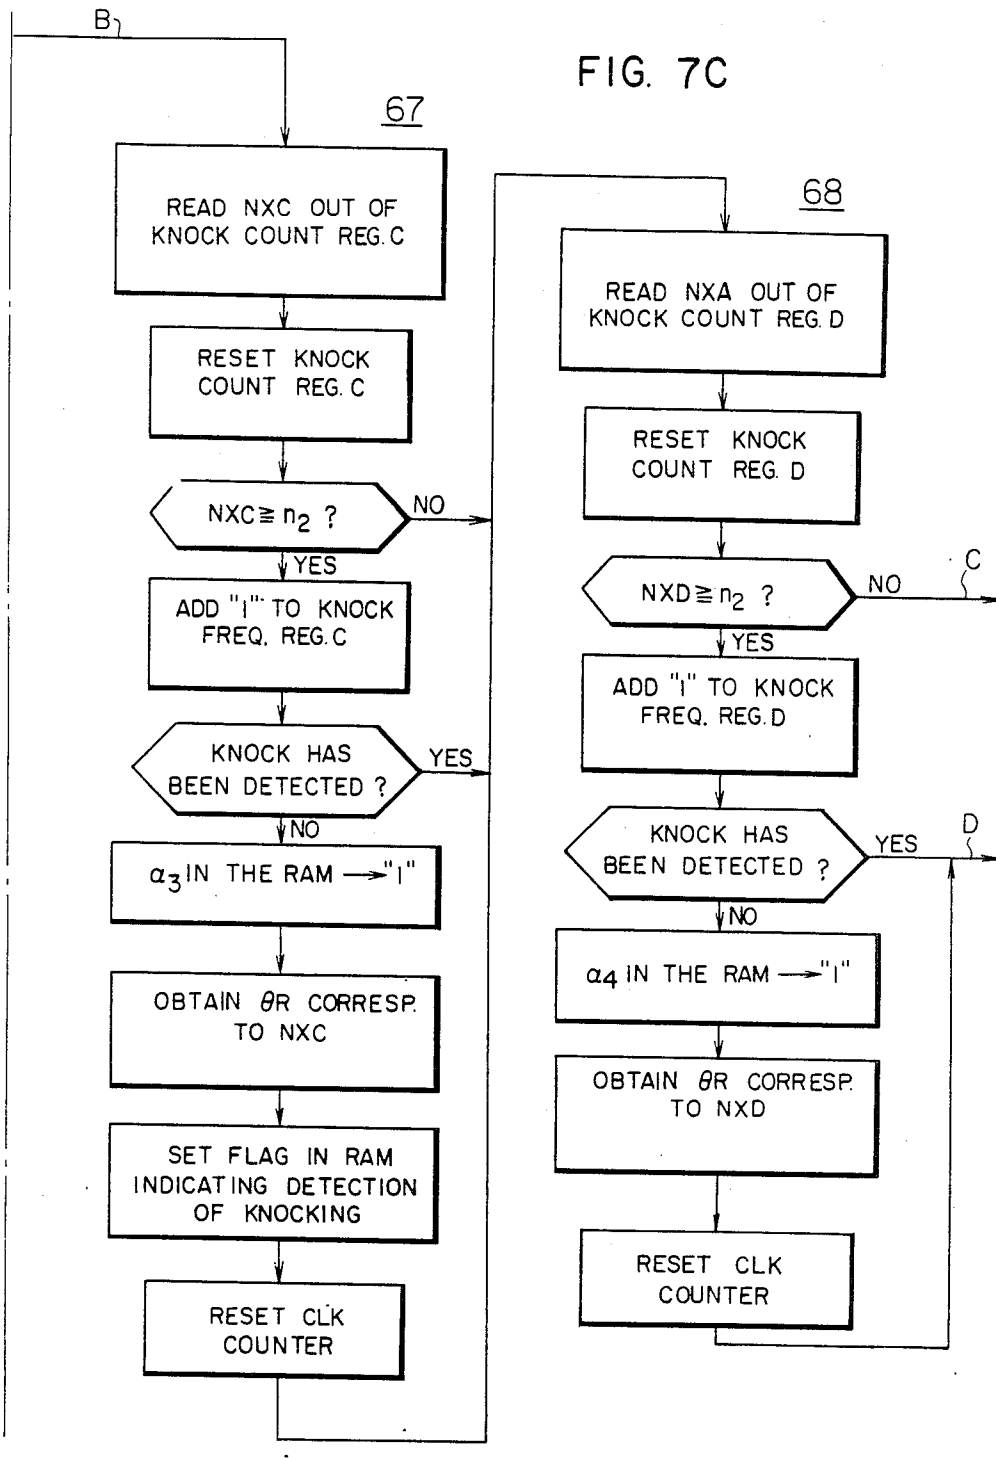 B
FIG. 7C
67
READ NXC OUT OF
KNOCK COUNT REG. C
RESET KNOCK
COUNT REG. C
NXC ≧ n2 ?
NO
YES
ADD "1" TO KNOCK
FREQ. REG. C
KNOCK HAS
BEEN DETECTED ?
YES
NO
α3 IN THE RAM → "1"
OBTAIN θR CORRESP.
TO NXC
SET FLAG IN RAM
INDICATING DETECTION
OF KNOCKING
RESET CLK
COUNTER
68
READ NXA OUT OF
KNOCK COUNT REG. D
RESET KNOCK
COUNT REG. D
NXD ≧ n2 ?
NO
C
YES
ADD "1" TO KNOCK
FREQ. REG. D
KNOCK HAS
BEEN DETECTED ?
YES
D
NO
α4 IN THE RAM → "1"
OBTAIN θR CORRESP.
TO NXD
RESET CLK
COUNTER